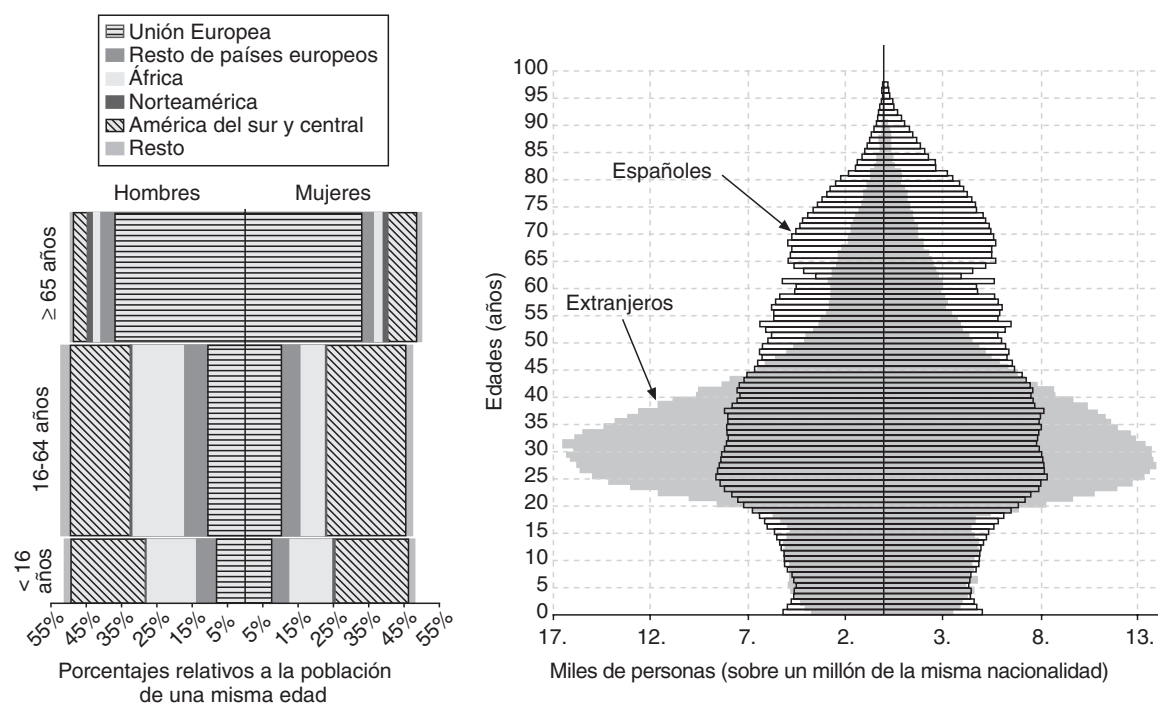 Unión Europea
Resto de países europeos
África
Norteamérica
América del sur y central
Resto
Hombres
Mujeres
≥ 65 años
16-64 años
< 16
años
55% 45% 35% 25% 15% 5% 5% 15% 25% 35% 45% 55%
Porcentajes relativos a la población
de una misma edad
Edades (años)
100
95
90
85
80
75
70
65
60
55
50
45
40
35
30
25
20
15
10
5
0
Españoles
Extranjeros
17. 12. 7. 2. 3. 8. 13.
Miles de personas (sobre un millón de la misma nacionalidad)